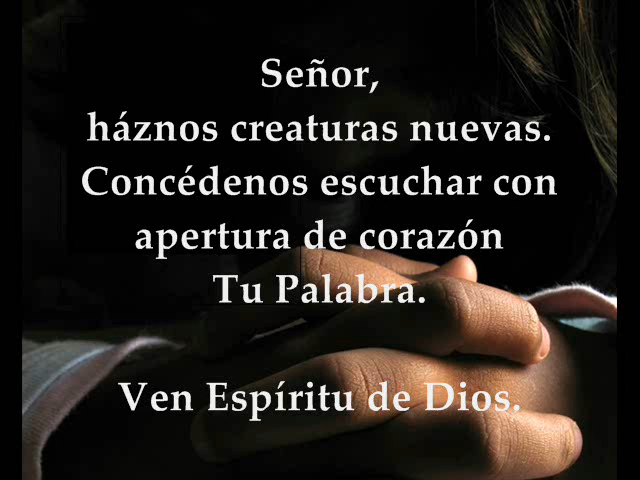 Señor,
háznos creaturas nuevas.
Concédenos escuchar con
apertura de corazón
Tu Palabra.
Ven Espíritu de Dios.